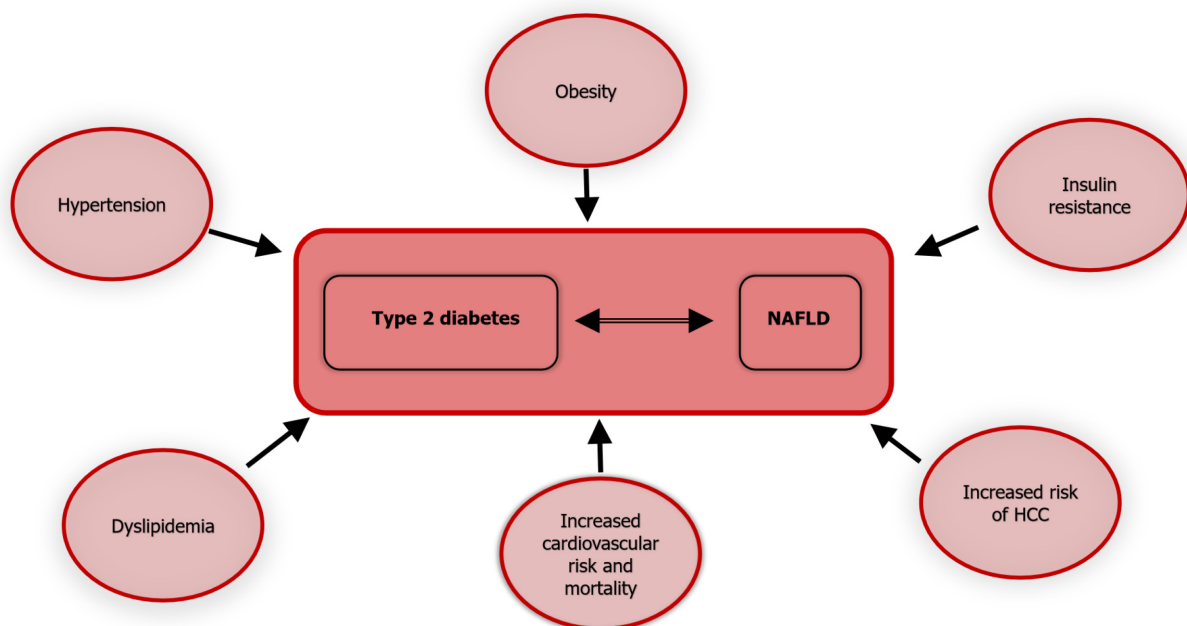 Obesity
Hypertension
Insulin
resistance
Type 2 diabetes
NAFLD
Dyslipidemia
Increased
cardiovascular
risk and
mortality
Increased risk
of HCC